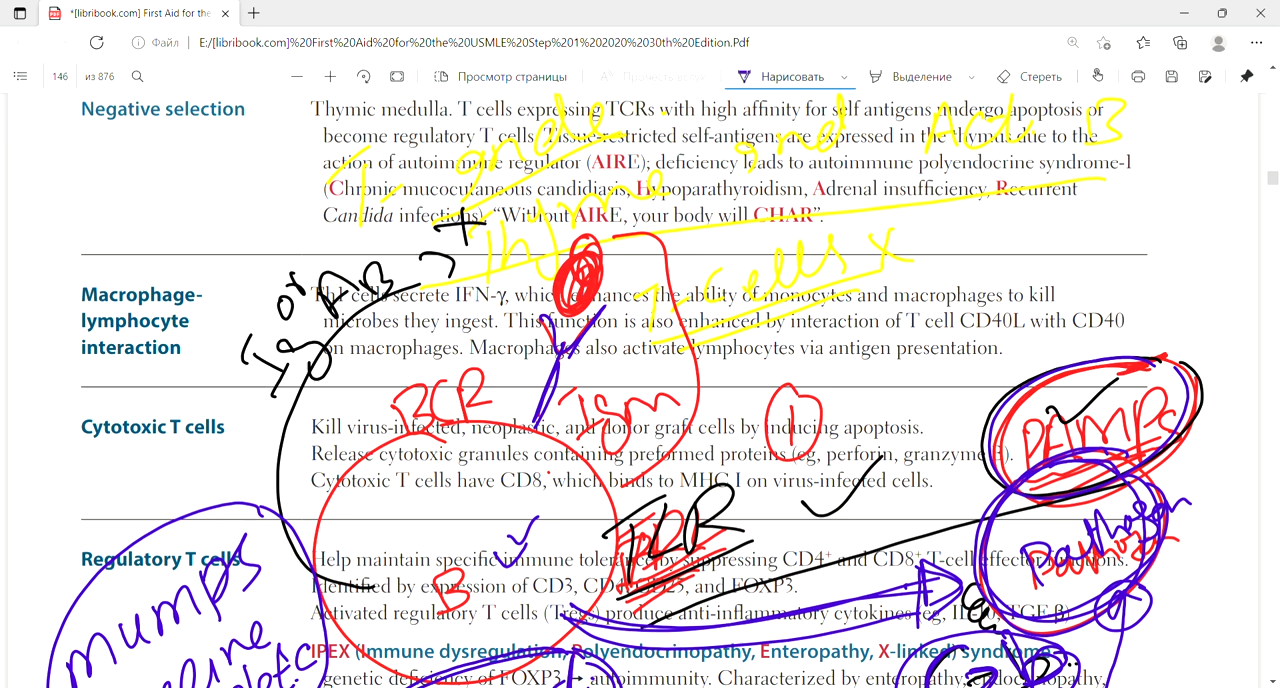 *[libribook.com] First Aid for the
Файл E:/[libribook.com]%20First%20Aid%20for%20the%20USMLE%20Step%201%202020%2030th%20Edition.Pdf
146 из 876 Просмотр страницы Прочесть вслух Нарисовать Выделение Стереть
Negative selection Thymic medulla. T cells expressing TCRs with high affinity for self antigens undergo apoptosis or
become regulatory T cells. Tissue-restricted self-antigens are expressed in the thymus due to the
action of autoimmune regulator (AIRE); deficiency leads to autoimmune polyendocrine syndrome-1
(Chronic mucocutaneous candidiasis, Hypoparathyroidism, Adrenal insufficiency, Recurrent
Candida infections). “Without AIRE, your body will CHAR”.
Macrophage-
lymphocyte
interaction
Th1 cells secrete IFN-γ, which enhances the ability of monocytes and macrophages to kill
microbes they ingest. This function is also enhanced by interaction of T cell CD40L with CD40
on macrophages. Macrophages also activate lymphocytes via antigen presentation.
Cytotoxic T cells Kill virus-infected, neoplastic, and donor graft cells by inducing apoptosis.
Release cytotoxic granules containing preformed proteins (eg, perforin, granzyme B).
Cytotoxic T cells have CD8, which binds to MHC I on virus-infected cells.
Regulatory T cells Help maintain specific immune tolerance by suppressing CD4+ and CD8+ T-cell effector functions.
Identified by expression of CD3, CD4, CD25, and FOXP3.
Activated regulatory T cells (Tregs) produce anti-inflammatory cytokines (eg, IL-10, TGF-β).
IPEX (Immune dysregulation, Polyendocrinopathy, Enteropathy, X-linked) syndrome—
genetic deficiency of FOXP3 → autoimmunity. Characterized by enteropathy, endocrinopathy,
T-
Thyme
T-cells X
BCR
IgM
1
PAMPs
TLR
Pathogen
B
mumps